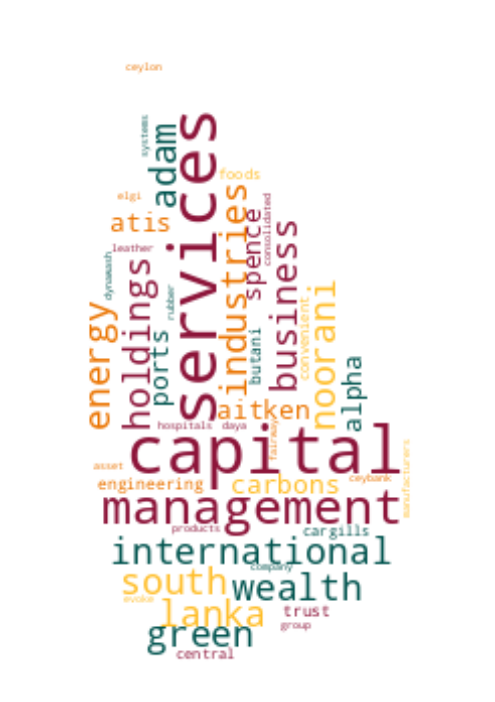 ceylon
systems
adam
services
foods
elgi
industries
consolidated
atis
spence
business
leather
dynawash
holdings
rubber
noorani
convenient
energy
ports
butani
alpha
aitken
hospitals
daya
fairway
capital
manufacturers
asset
engineering
carbons
ceybank
management
products
cargills
international
company
south
wealth
evoke
lanka
trust
green
group
central